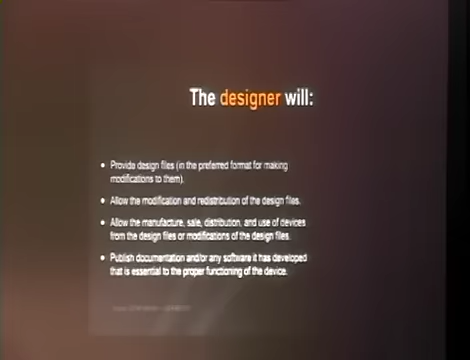 The designer will:
• Provide design files (in the preferred format for making
modifications to them).
• Allow the modification and redistribution of the design files.
• Allow the manufacture, sale, distribution, and use of devices
from the design files or modifications of the design files.
• Publish documentation and/or any software it has developed
that is essential to the proper functioning of the device.